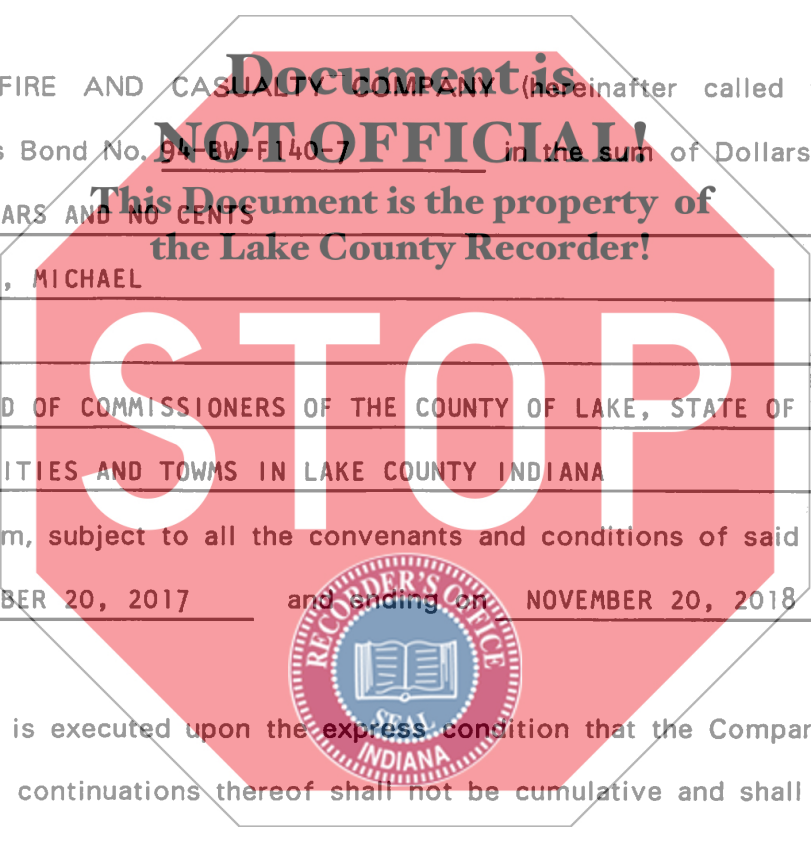 Document is
FIRE AND CASUALTY COMPANY (hereinafter called
NOT OFFICIAL!
Bond No. 94-BW-F140-7 in the sum of Dollars
This Document is the property of
ARS AND NO CENTS
the Lake County Recorder!
, MICHAEL
STOP
D OF COMMISSIONERS OF THE COUNTY OF LAKE, STATE OF
ITIES AND TOWMS IN LAKE COUNTY INDIANA
m, subject to all the convenants and conditions of said
BER 20, 2017 and ending on NOVEMBER 20, 2018
RECORDER'S OFFICE
SEAL
INDIANA
is executed upon the express condition that the Compar
continuations thereof shall not be cumulative and shall